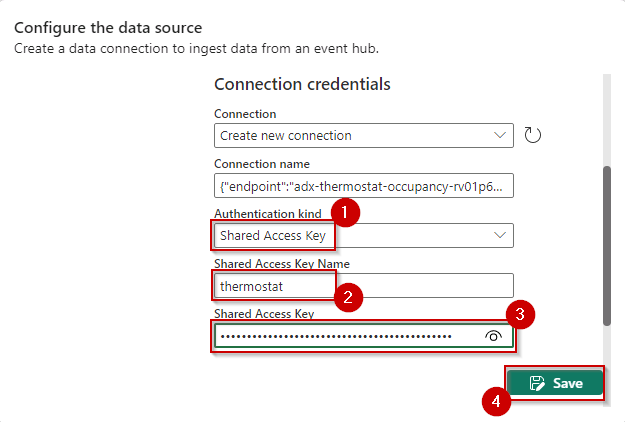 Configure the data source
Create a data connection to ingest data from an event hub.
Connection credentials
Connection
Create new connection
Connection name
{"endpoint":"adx-thermostat-occupancy-rv01p6...
Authentication kind
1
Shared Access Key
Shared Access Key Name
thermostat
2
Shared Access Key
3
••••••••••••••••••••••••••••••••••••••••••••
Save
4